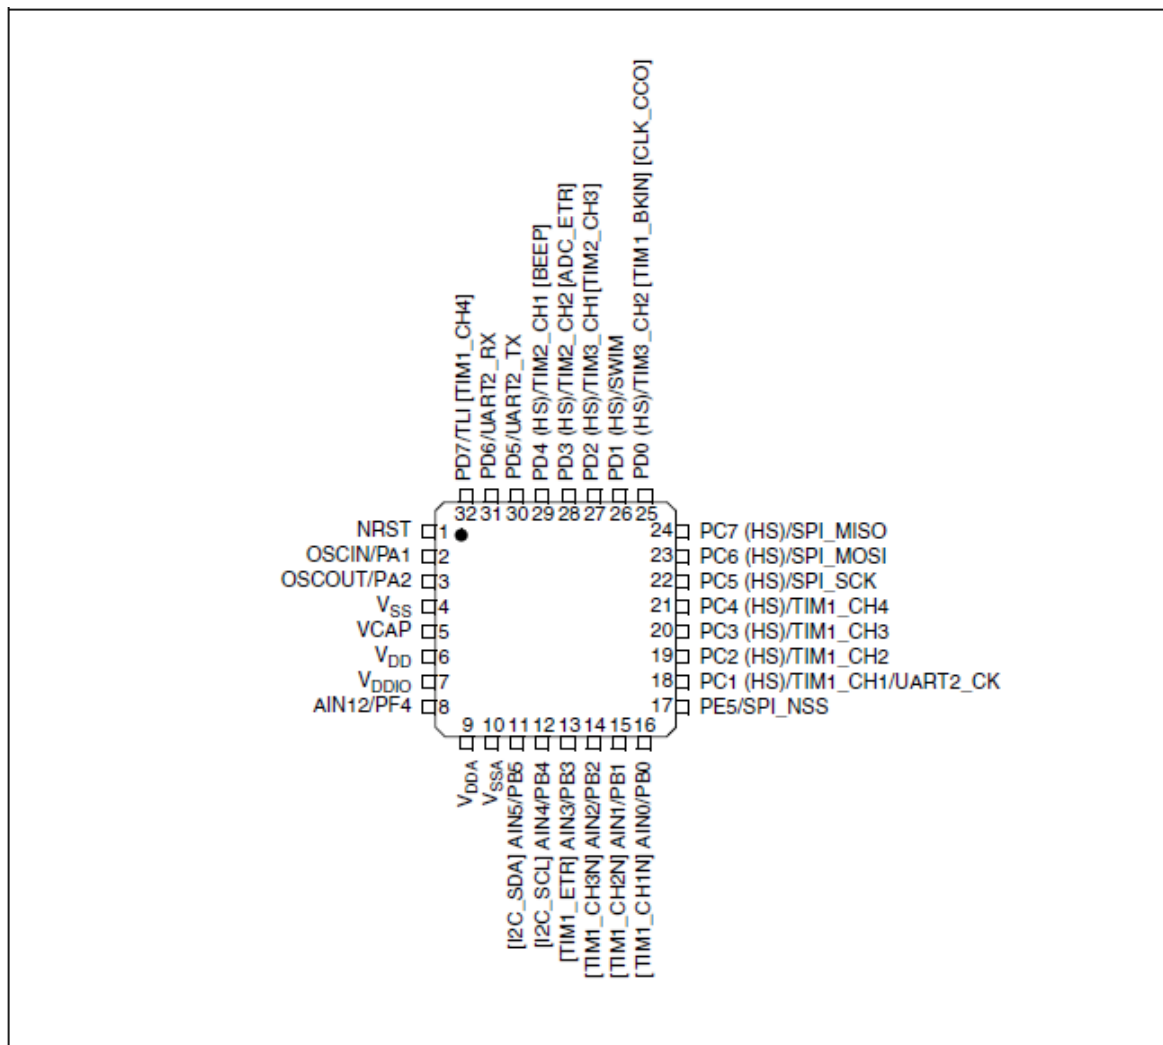 PD7/TLI [TIM1_CH4]
PD6/UART2_RX
PD5/UART2_TX
PD4 (HS)/TIM2_CH1 [BEEP]
PD3 (HS)/TIM2_CH2 [ADC_ETR]
PD2 (HS)/TIM3_CH1[TIM2_CH3]
PD1 (HS)/SWIM
PD0 (HS)/TIM3_CH2 [TIM1_BKIN] [CLK_CCO]
32 31 30 29 28 27 26 25
NRST 1
OSCIN/PA1 2
OSCOUT/PA2 3
VSS 4
VCAP 5
VDD 6
VDDIO 7
AIN12/PF4 8
24 PC7 (HS)/SPI_MISO
23 PC6 (HS)/SPI_MOSI
22 PC5 (HS)/SPI_SCK
21 PC4 (HS)/TIM1_CH4
20 PC3 (HS)/TIM1_CH3
19 PC2 (HS)/TIM1_CH2
18 PC1 (HS)/TIM1_CH1/UART2_CK
17 PE5/SPI_NSS
9 10 11 12 13 14 15 16
VDDA
VSSA
[I2C_SDA] AIN5/PB5
[I2C_SCL] AIN4/PB4
[TIM1_ETR] AIN3/PB3
[TIM1_CH3N] AIN2/PB2
[TIM1_CH2N] AIN1/PB1
[TIM1_CH1N] AIN0/PB0